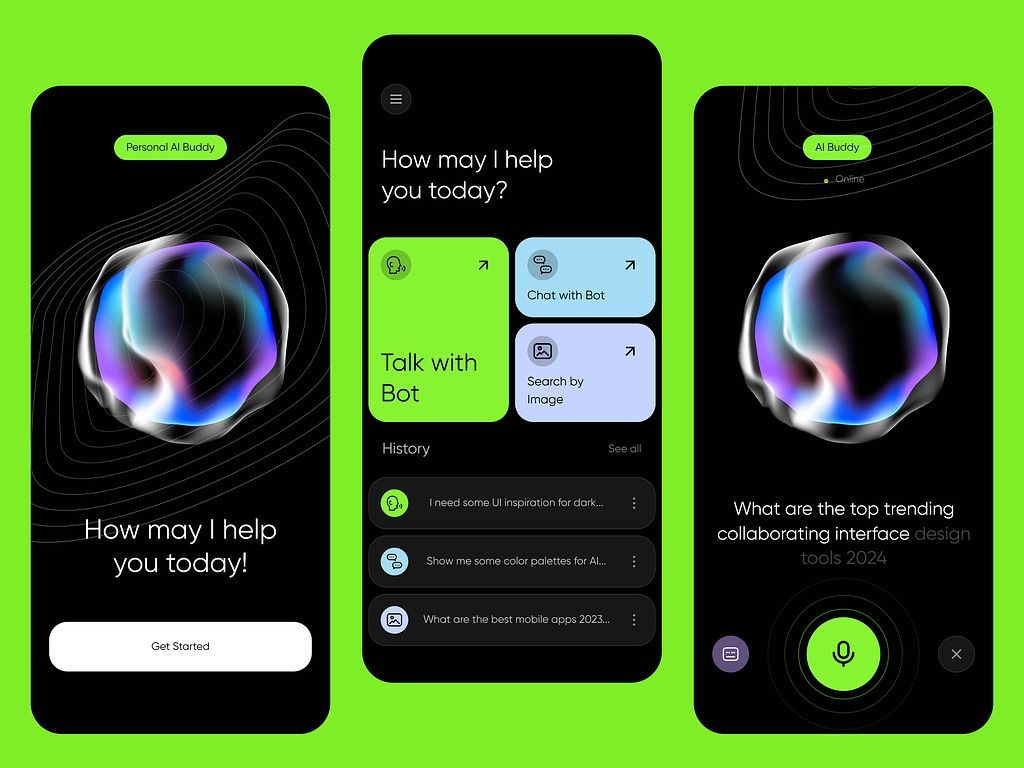 Personal AI Buddy
How may I help
you today!
Get Started
How may I help
you today?
Talk with
Bot
Chat with Bot
Search by
Image
History
See all
I need some UI inspiration for dark...
Show me some color palettes for AI...
What are the best mobile apps 2023...
AI Buddy
Online
What are the top trending
collaborating interface design
tools 2024